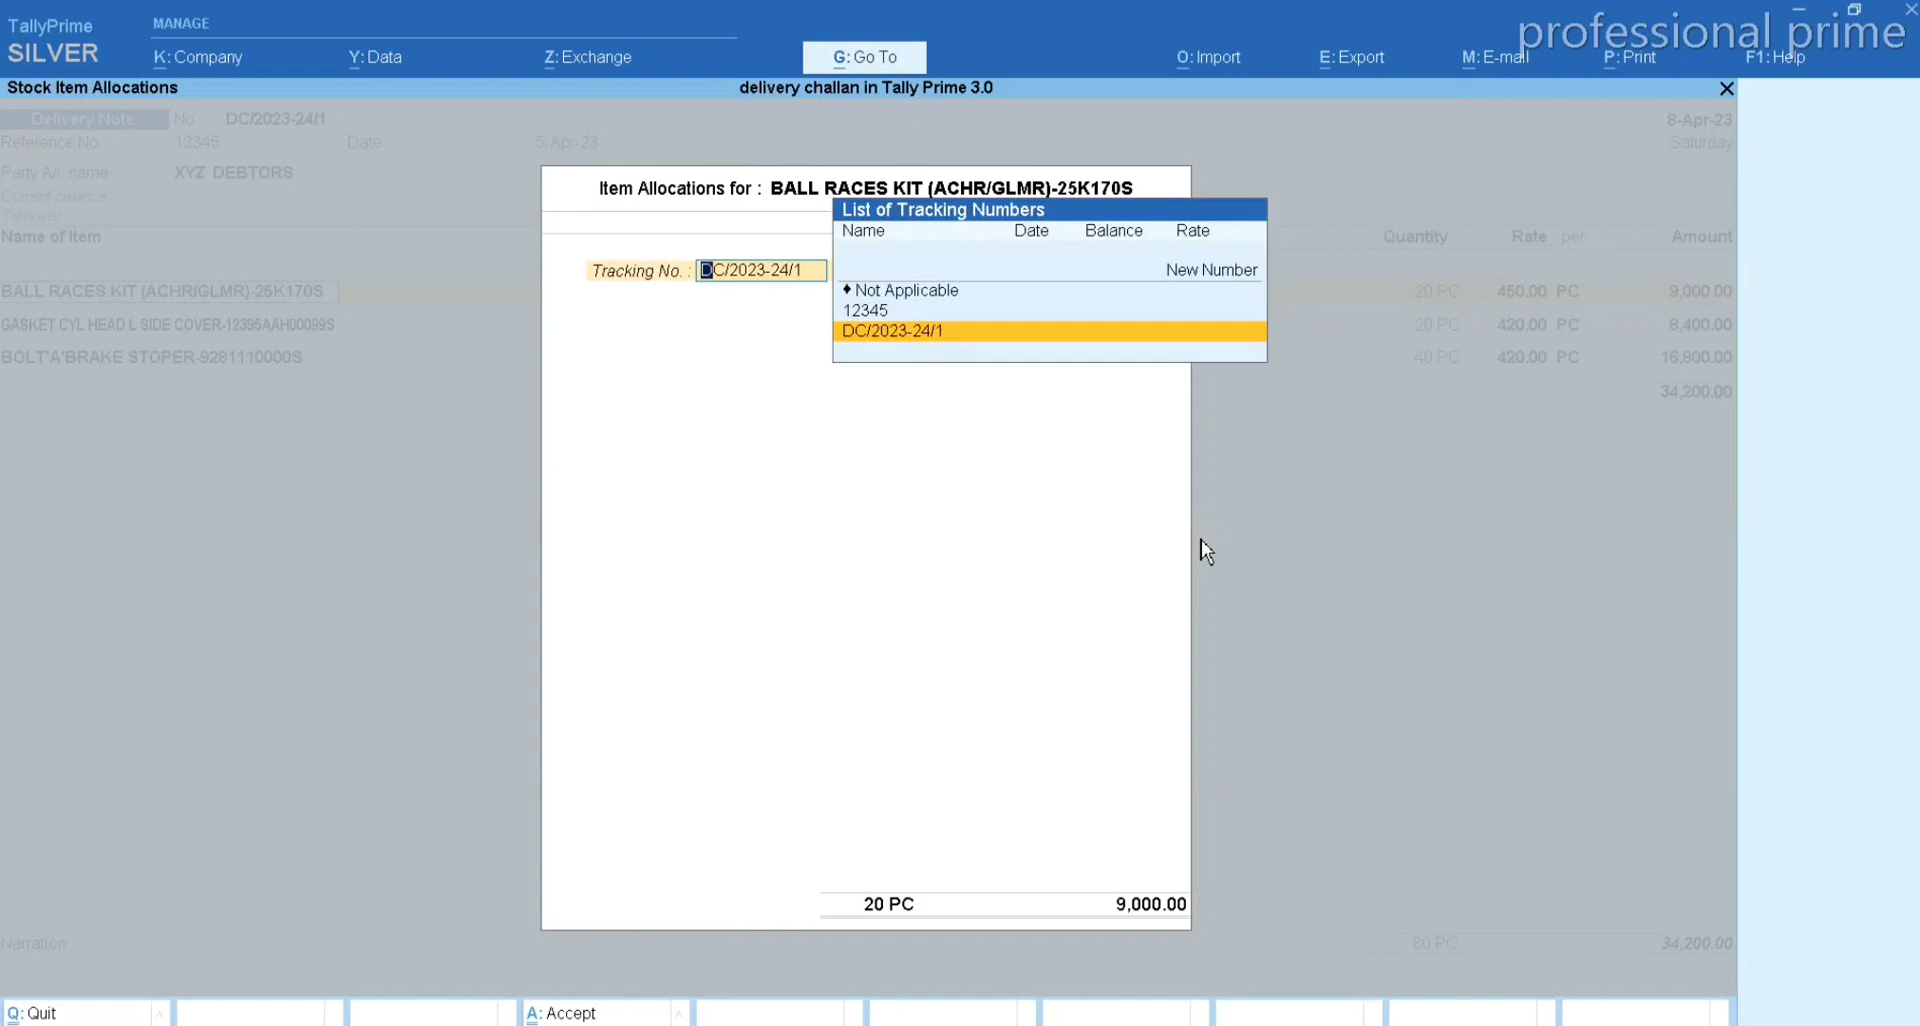 TallyPrime
SILVER
MANAGE
K: Company
Y: Data
Z: Exchange
G: Go To
O: Import
E: Export
M: E-mail
P: Print
F1: Help
professional prime
Stock Item Allocations
delivery challan in Tally Prime 3.0
Delivery Note No. DC/2023-24/1
8-Apr-23
Reference No. 12345 Date : 5-Apr-23
Saturday
Party A/c name : XYZ DEBTORS
Current balance
Turnover
Name of Item Quantity Rate per Amount
Item Allocations for : BALL RACES KIT (ACHR/GLMR)-25K170S
List of Tracking Numbers
Name Date Balance Rate
Tracking No. : DC/2023-24/1
New Number
♦ Not Applicable
12345
DC/2023-24/1
BALL RACES KIT (ACHR/GLMR)-25K170S 20 PC 450.00 PC 9,000.00
GASKET CYL HEAD L SIDE COVER-12395AAH00099S 20 PC 420.00 PC 8,400.00
BOLT'A'BRAKE STOPER-9281110000S 40 PC 420.00 PC 16,800.00
34,200.00
20 PC 9,000.00
Narration 80 PC 34,200.00
Q: Quit
A: Accept